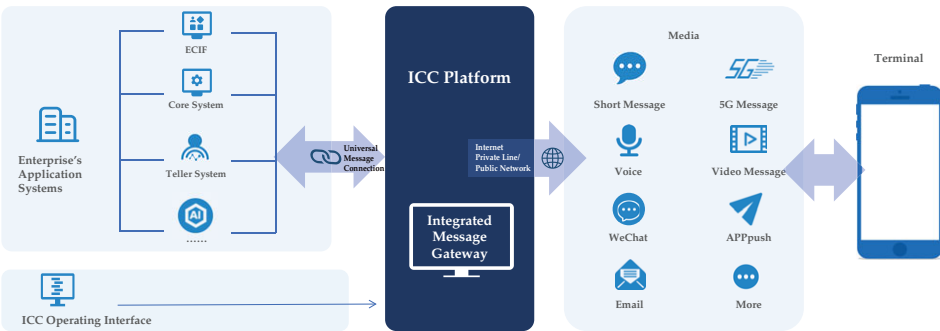 ECIF
Core System
Enterprise's
Application
Systems
Teller System
AI
......
ICC Operating Interface
Universal
Message
Connection
ICC Platform
Integrated
Message
Gateway
Internet
Private Line/
Public Network
Media
Short Message
5G
5G Message
Voice
Video Message
WeChat
APPpush
Email
More
Terminal